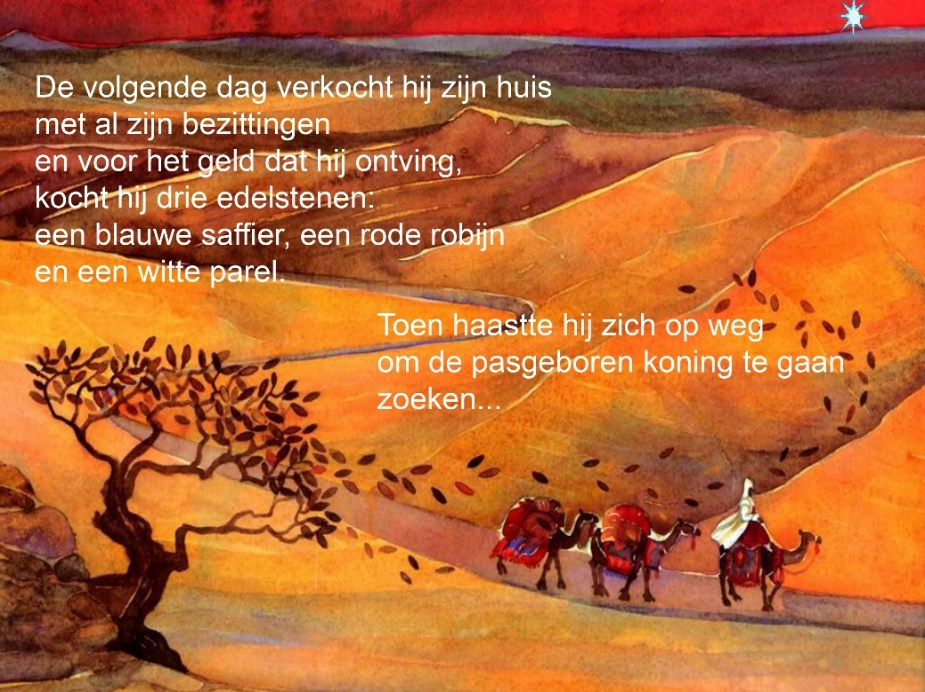 De volgende dag verkocht hij zijn huis
met al zijn bezittingen
en voor het geld dat hij ontving,
kocht hij drie edelstenen:
een blauwe saffier, een rode robijn
en een witte parel.
Toen haastte hij zich op weg
om de pasgeboren koning te gaan
zoeken...